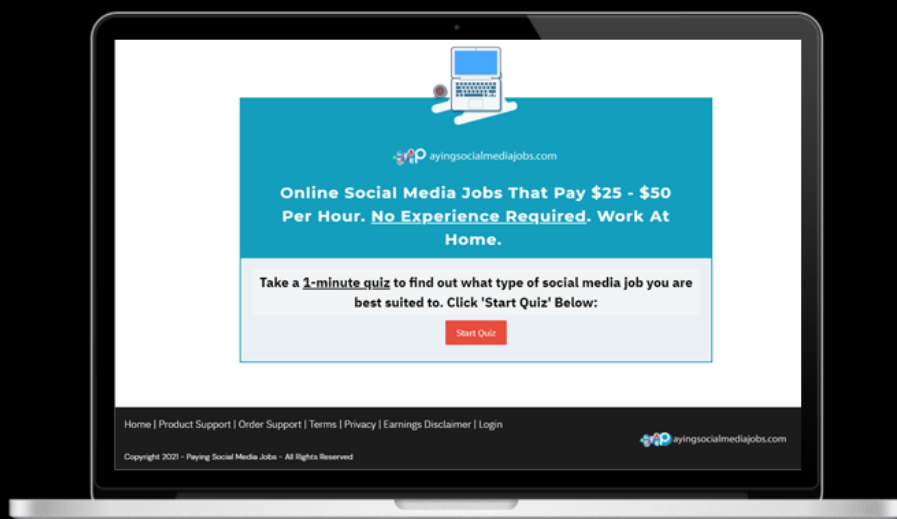 Payingsocialmediajobs.com
Online Social Media Jobs That Pay $25 - $50
Per Hour. No Experience Required. Work At
Home.
Take a 1-minute quiz to find out what type of social media job you are
best suited to. Click 'Start Quiz' Below:
Start Quiz
Home | Product Support | Order Support | Terms | Privacy | Earnings Disclaimer | Login
Payingsocialmediajobs.com
Copyright 2021 - Paying Social Media Jobs - All Rights Reserved